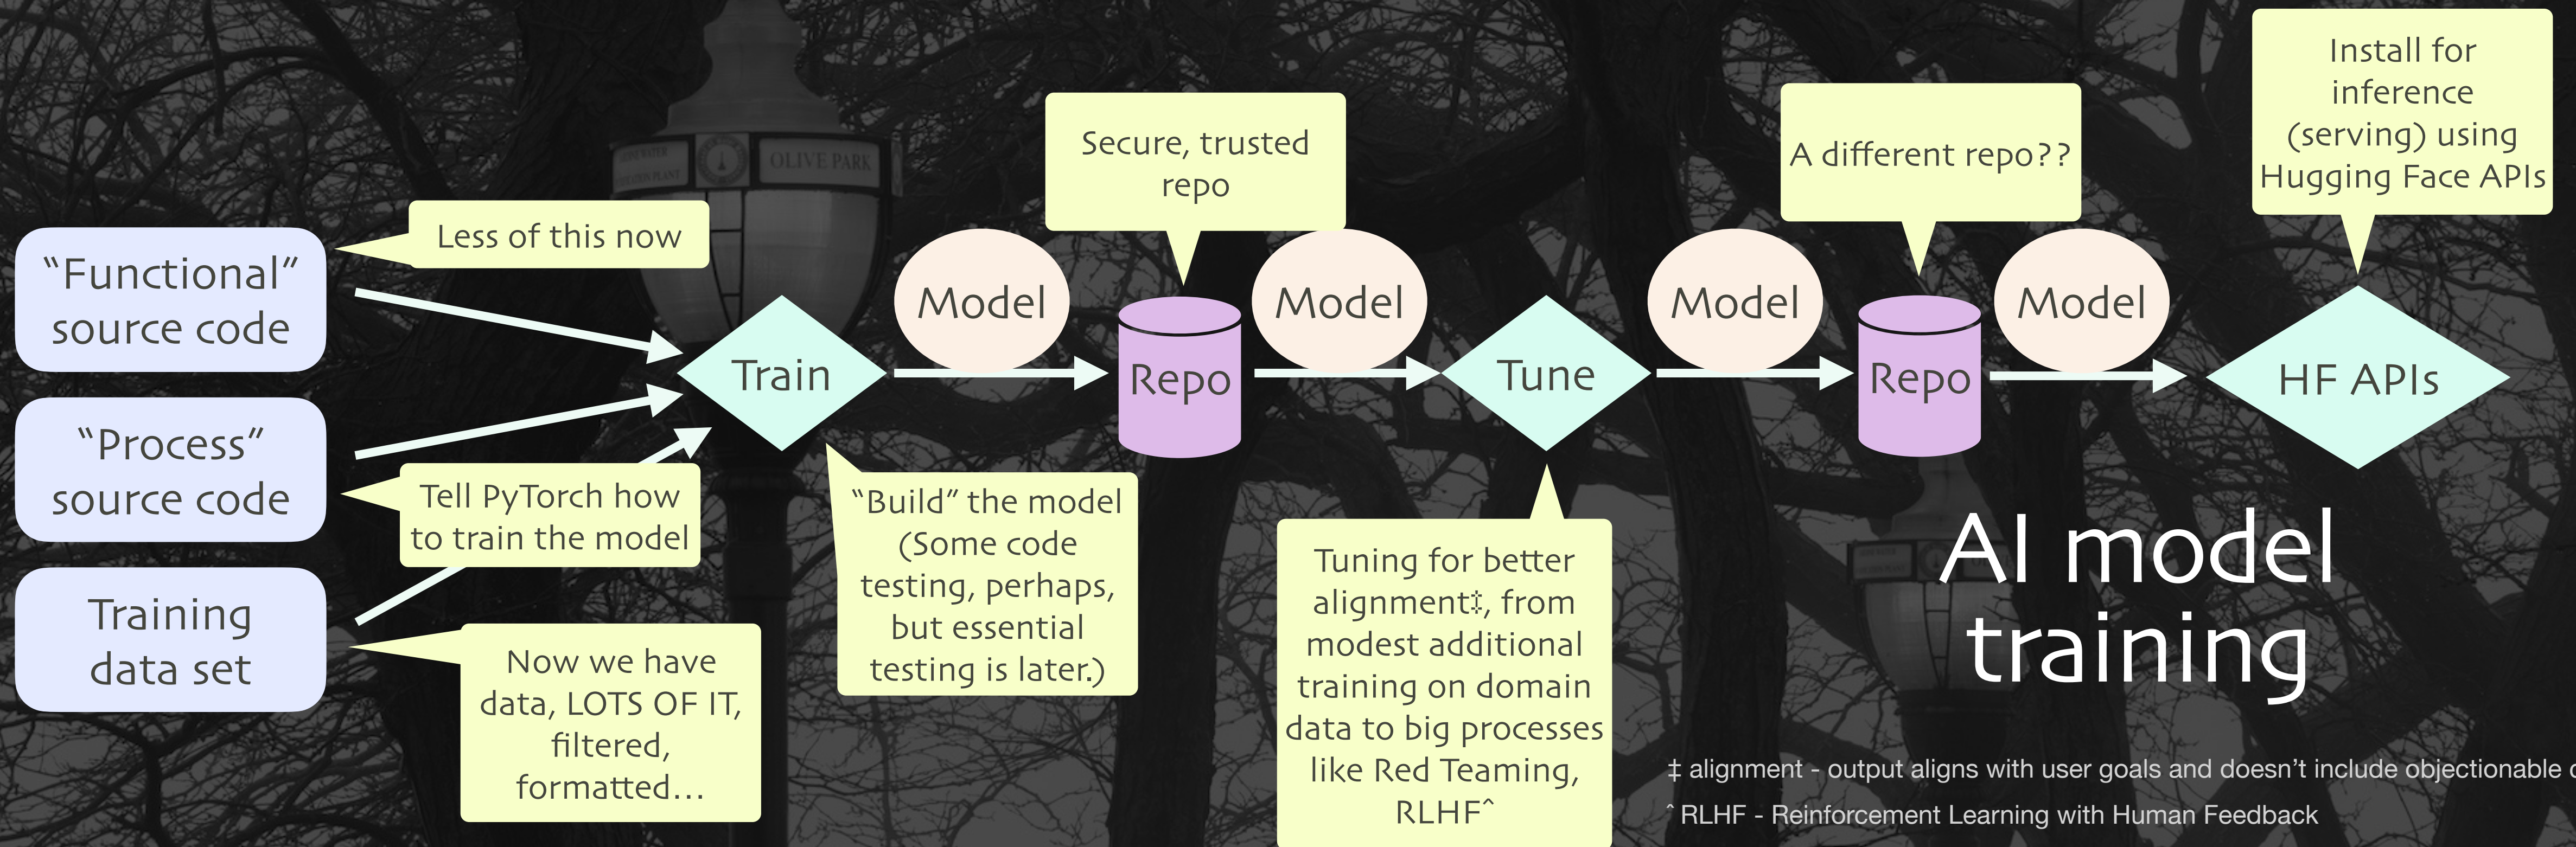 Install for
inference
(serving) using
Hugging Face APIs
A different repo??
Secure, trusted
repo
OLIVE PARK
Less of this now
"Functional"
source code
Model
Model
Model
Model
Train
Repo
Tune
Repo
HF APIs
"Process"
source code
Tell PyTorch how
to train the model
"Build" the model
(Some code
testing, perhaps,
but essential
testing is later.)
Training
data set
Now we have
data, LOTS OF IT,
filtered,
formatted...
Tuning for better
alignment‡, from
modest additional
training on domain
data to big processes
like Red Teaming,
RLHFˆ
AI model
training
‡ alignment - output aligns with user goals and doesn't include objectionable
ˆ RLHF - Reinforcement Learning with Human Feedback